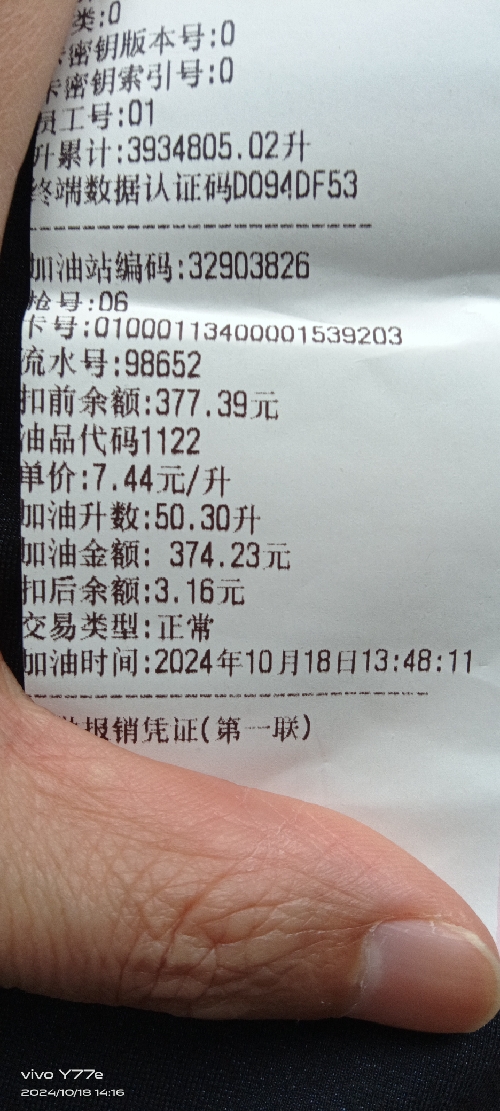 类:0
卡密钥版本号:0
卡密钥索引号:0
员工号:01
升累计:3934805.02升
终端数据认证码D094DF53
加油站编码:32903826
枪号:06
卡号:01000113400001539203
流水号:98652
扣前余额:377.39元
油品代码1122
单价:7.44元/升
加油升数:50.30升
加油金额: 374.23元
扣后余额:3.16元
交易类型:正常
加油时间:2024年10月18日13:48:11
报销凭证(第一联)
vivo Y77e
2024/10/18 14:16